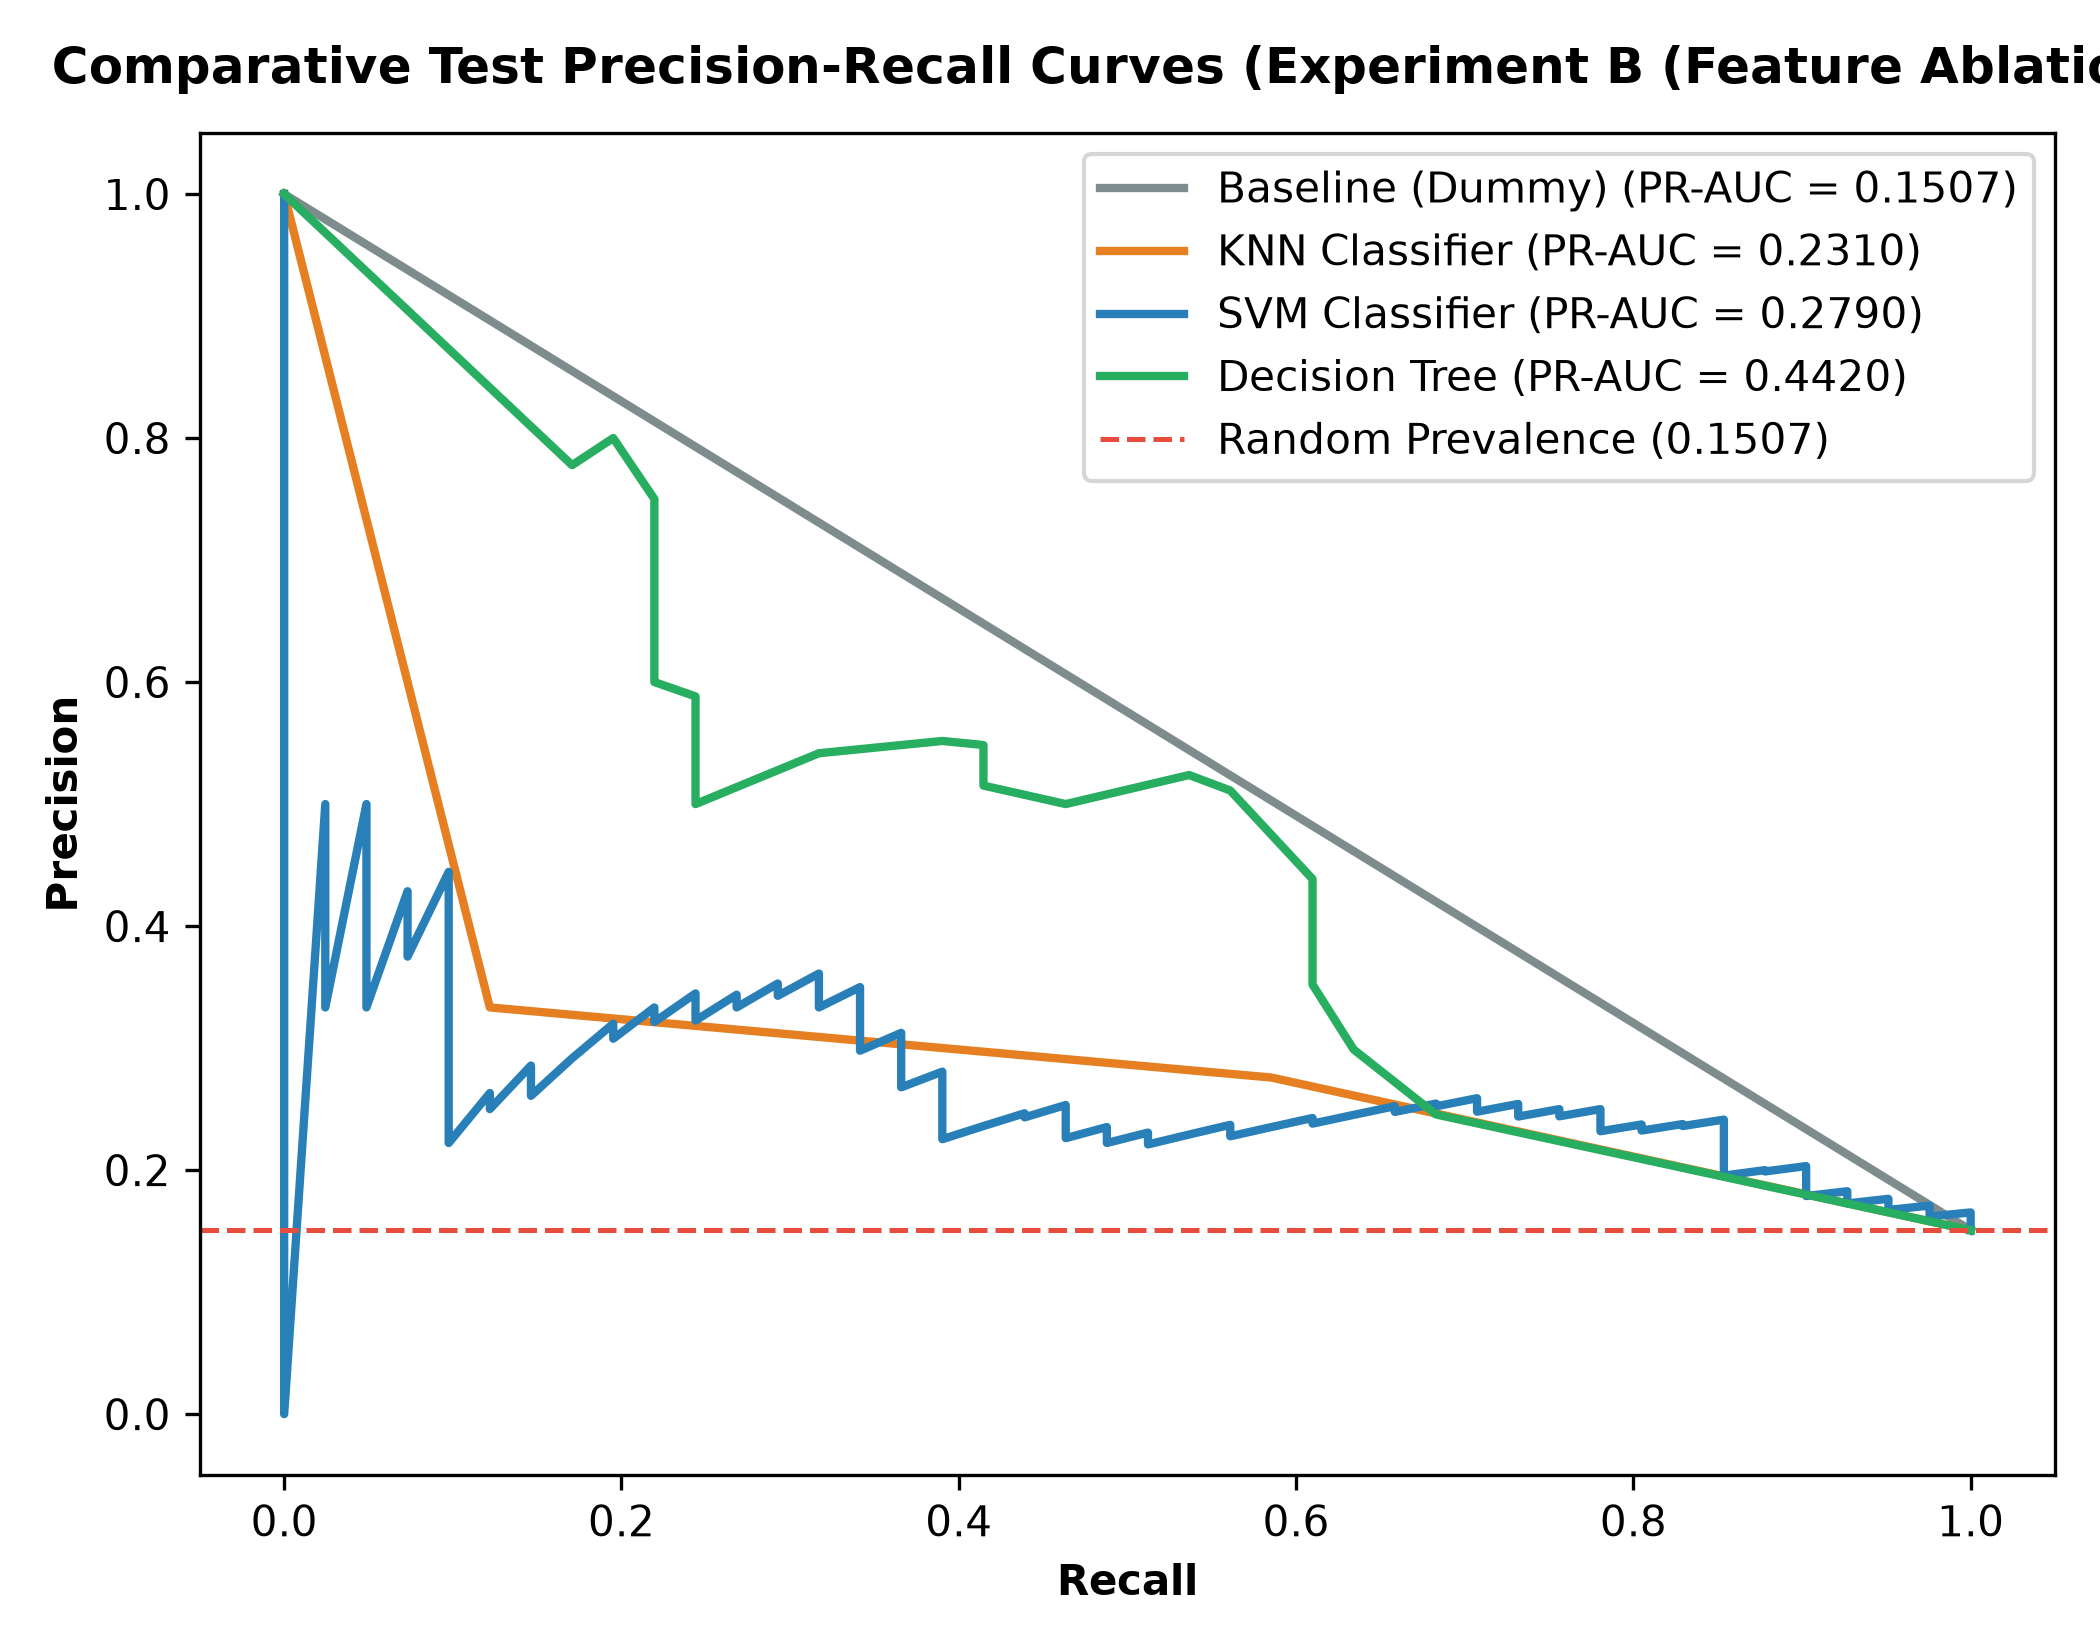 Comparative Test Precision-Recall Curves (Experiment B (Feature Ablatio
Baseline (Dummy) (PR-AUC = 0.1507)
KNN Classifier (PR-AUC = 0.2310)
SVM Classifier (PR-AUC = 0.2790)
Decision Tree (PR-AUC = 0.4420)
Random Prevalence (0.1507)
Precision
1.0
0.8
0.6
0.4
0.2
0.0
0.0 0.2 0.4 0.6 0.8 1.0
Recall